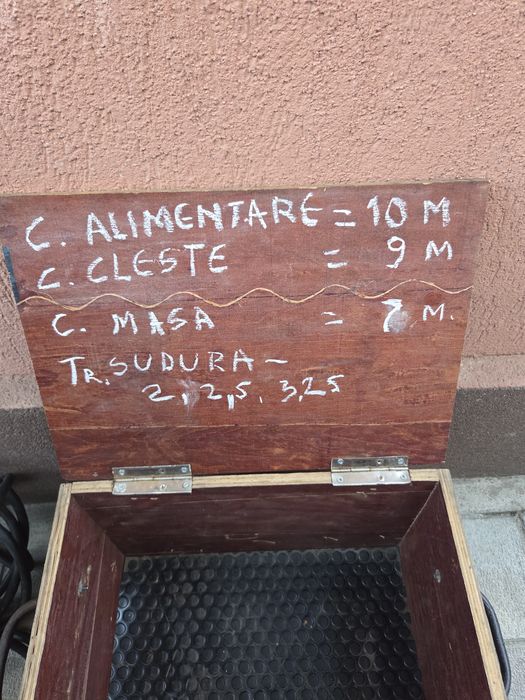 C. ALIMENTARE = 10 M
C. CLESTE = 9 M
C. MASA = 7 M.
TR. SUDURA –
2, 2,5, 3,25